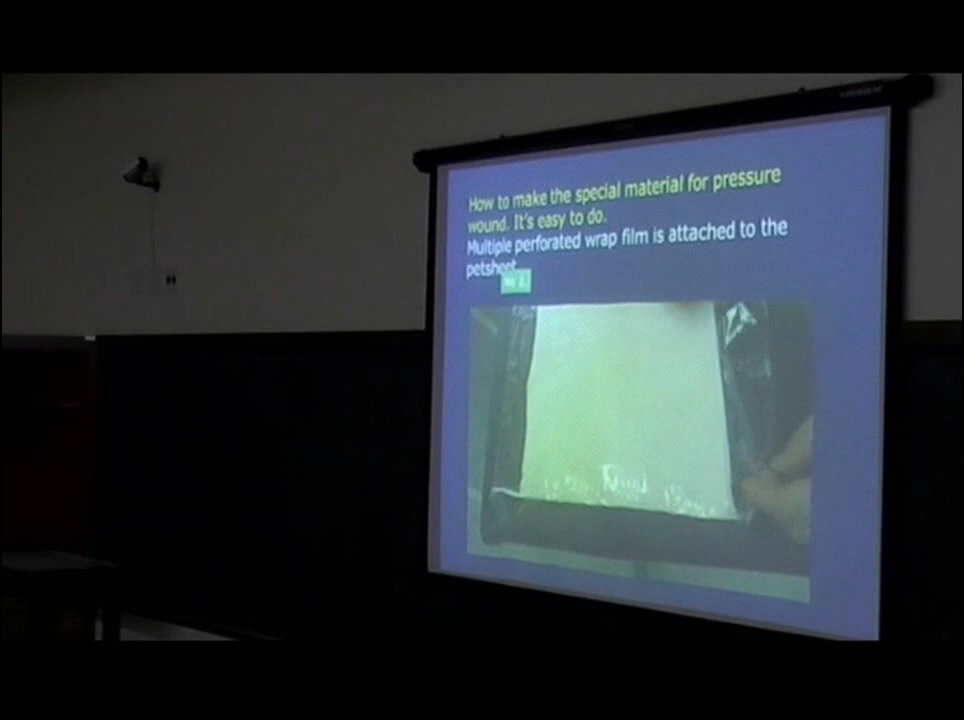 How to make the special material for pressure
wound. It's easy to do.
Multiple perforated wrap film is attached to the
petsheet